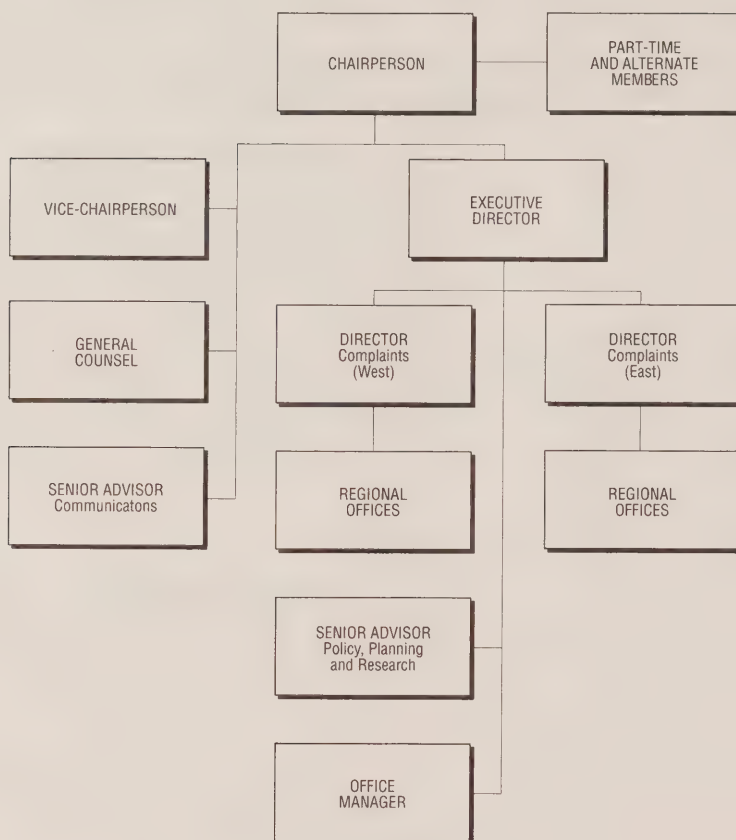 CHAIRPERSON
PART-TIME
AND ALTERNATE
MEMBERS
VICE-CHAIRPERSON
EXECUTIVE
DIRECTOR
GENERAL
COUNSEL
DIRECTOR
Complaints
(West)
DIRECTOR
Complaints
(East)
SENIOR ADVISOR
Communicatons
REGIONAL
OFFICES
REGIONAL
OFFICES
SENIOR ADVISOR
Policy, Planning
and Research
OFFICE
MANAGER